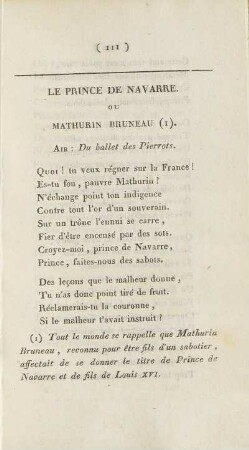 ( 111 )
LE PRINCE DE NAVARRE.
OU
MATHURIN BRUNEAU (1).
AIR : Du ballet des Pierrots.
Quoi ! tu veux régner sur la France !
Es-tu fou, pauvre Mathurin !
N'échange point ton indigence
Contre tout l'or d'un souverain.
Sur un trône l'ennui se carre,
Fier d'être encensé par des sots.
Croyez-moi, prince de Navarre,
Prince, faites-nous des sabots.
Des leçons que le malheur donne,
Tu n'as donc point tiré de fruit.
Réclamerais-tu la couronne,
Si le malheur t'avait instruit ?
(1) Tout le monde se rappelle que Mathurin
Bruneau, reconnu pour être fils d'un sabotier,
affectait de se donner le titre de Prince de
Navarre et de fils de Louis XVI.